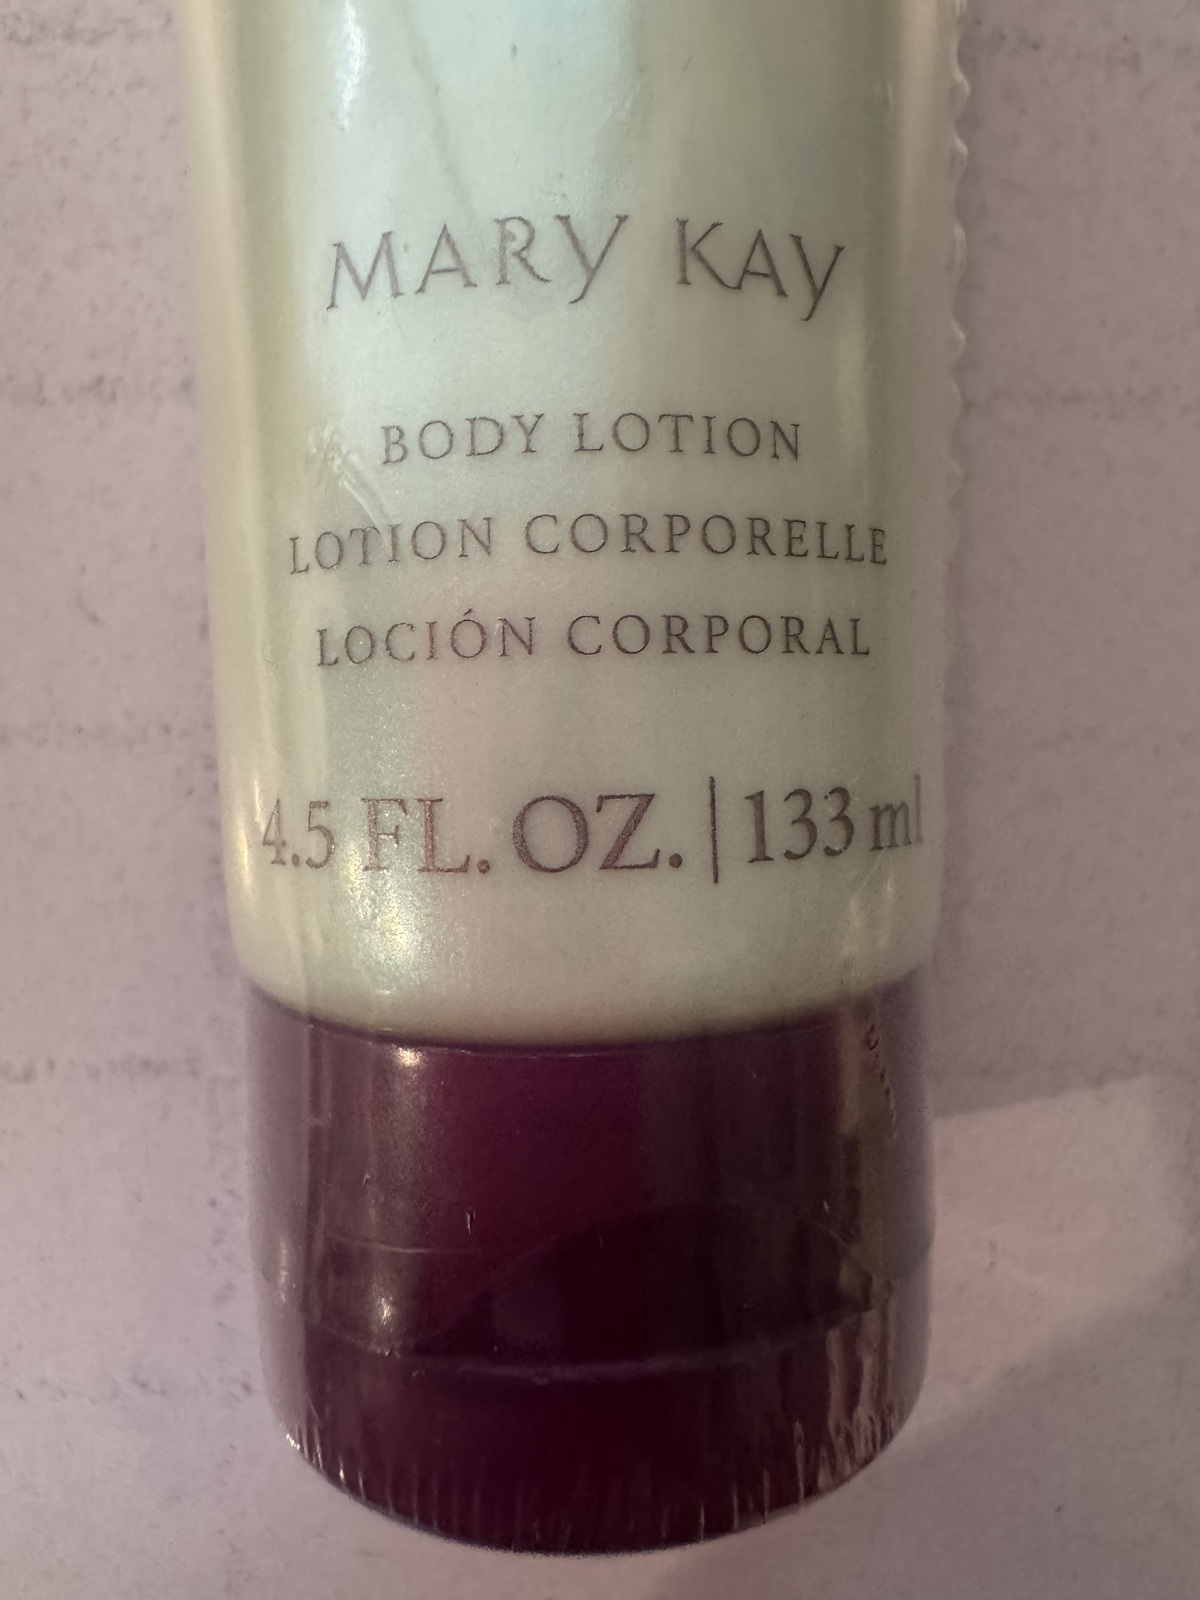 MARY KAY
BODY LOTION
LOTION CORPORELLE
LOCIÓN CORPORAL
4.5 FL. OZ. | 133 ml